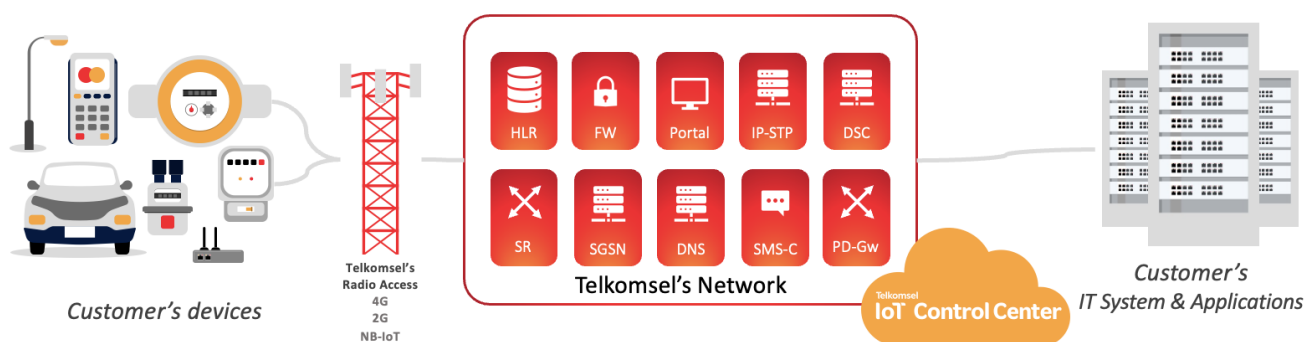 HLR
FW
Portal
IP-STP
DSC
SR
SGSN
DNS
SMS-C
PD-Gw
Telkomsel's
Radio Access
4G
2G
NB-IoT
Customer's devices
Telkomsel's Network
Telkomsel
IoT Control Center
Customer's
IT System & Applications